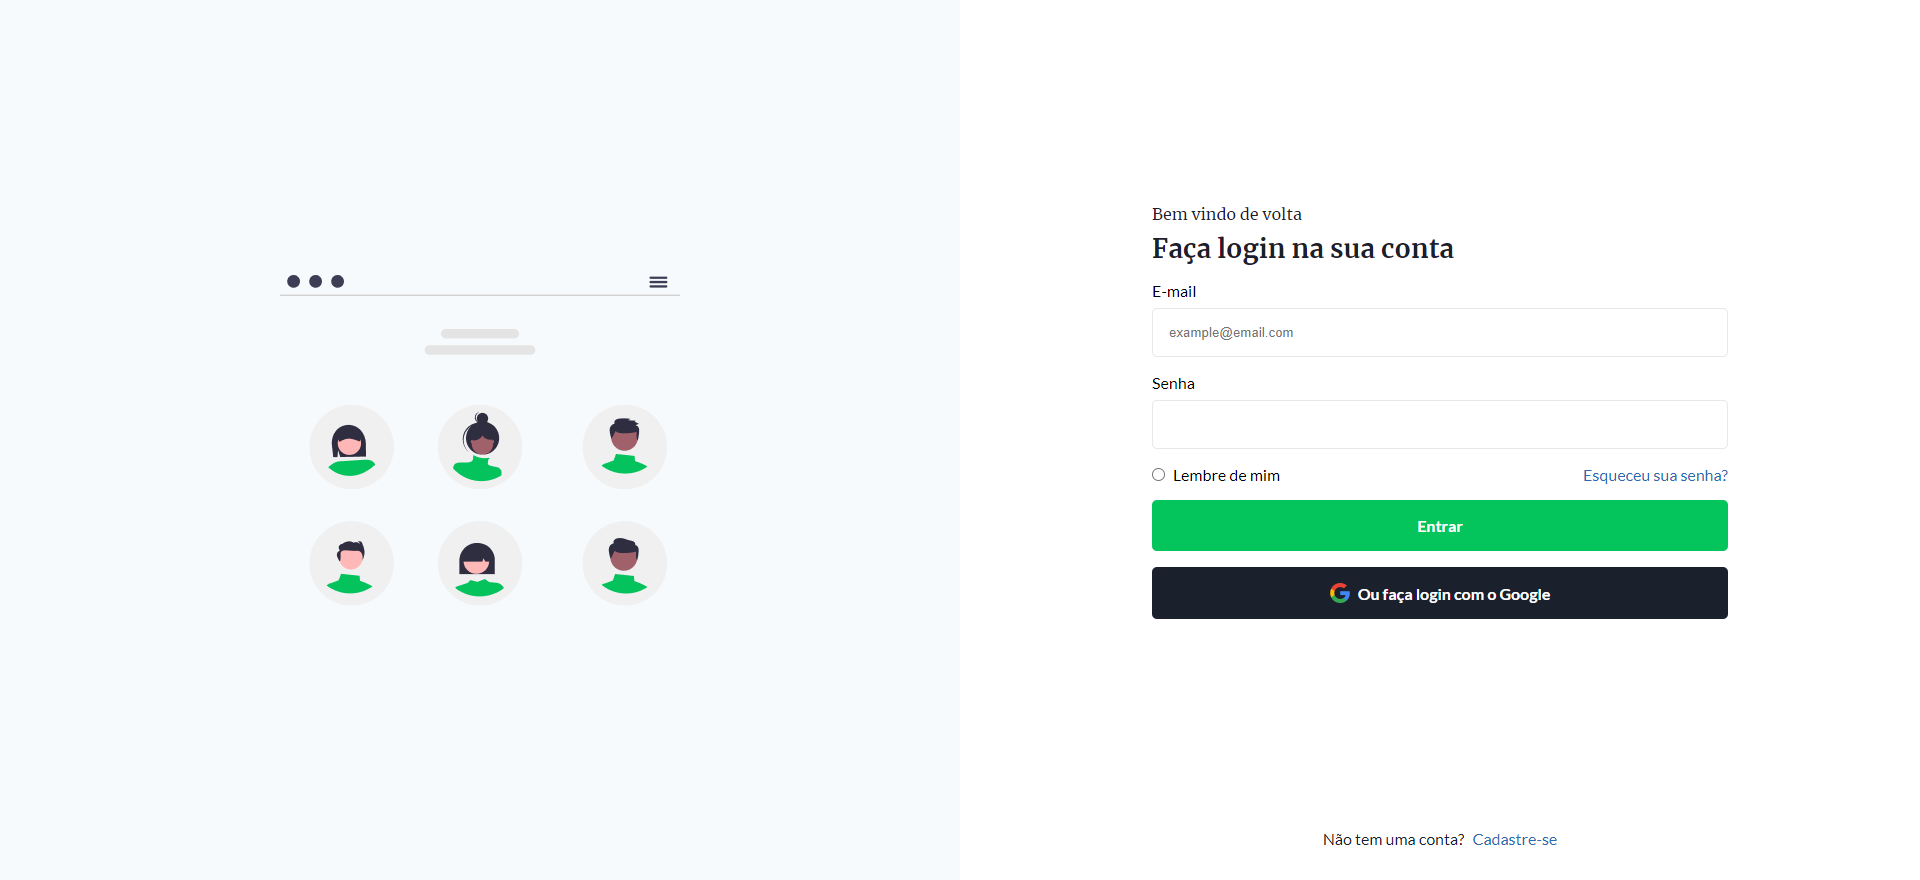 Bem vindo de volta
Faça login na sua conta
E-mail
example@email.com
Senha
Lembre de mim
Esqueceu sua senha?
Entrar
Ou faça login com o Google
Não tem uma conta? Cadastre-se